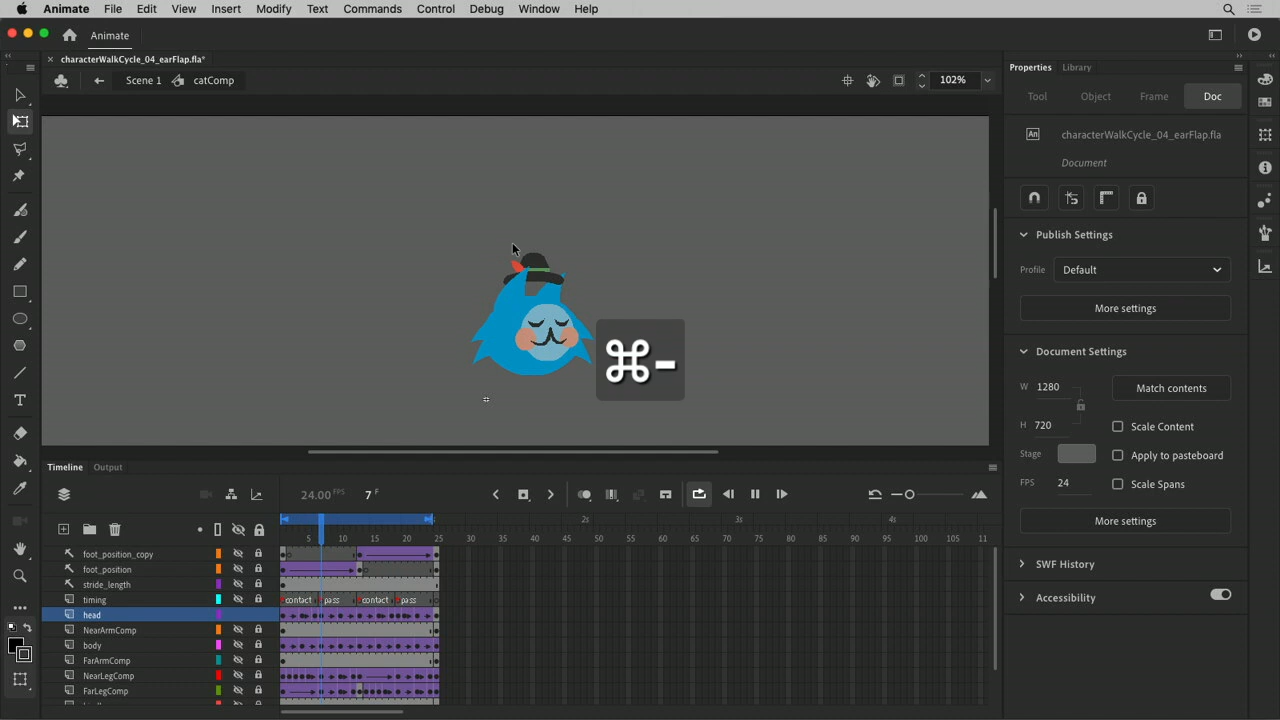 Animate File Edit View Insert Modify Text Commands Control Debug Window Help
Animate
characterWalkCycle_04_earFlap.fla*
Scene 1 catComp 102%
Properties Library
Tool Object Frame Doc
An characterWalkCycle_04_earFlap.fla
Document
Publish Settings
Profile Default
More settings
Document Settings
W 1280 Match contents
H 720 Scale Content
Stage Apply to pasteboard
FPS 24 Scale Spans
More settings
SWF History
Accessibility
⌘-
Timeline Output
24.00 FPS 7 F
2s 3s 4s
5 10 15 20 25 30 35 40 45 50 55 60 65 70 75 80 85 90 95 100 105 11
foot_position_copy
foot_position
stride_length
timing contact pass contact pass
head
NearArmComp
body
FarArmComp
NearLegComp
FarLegComp